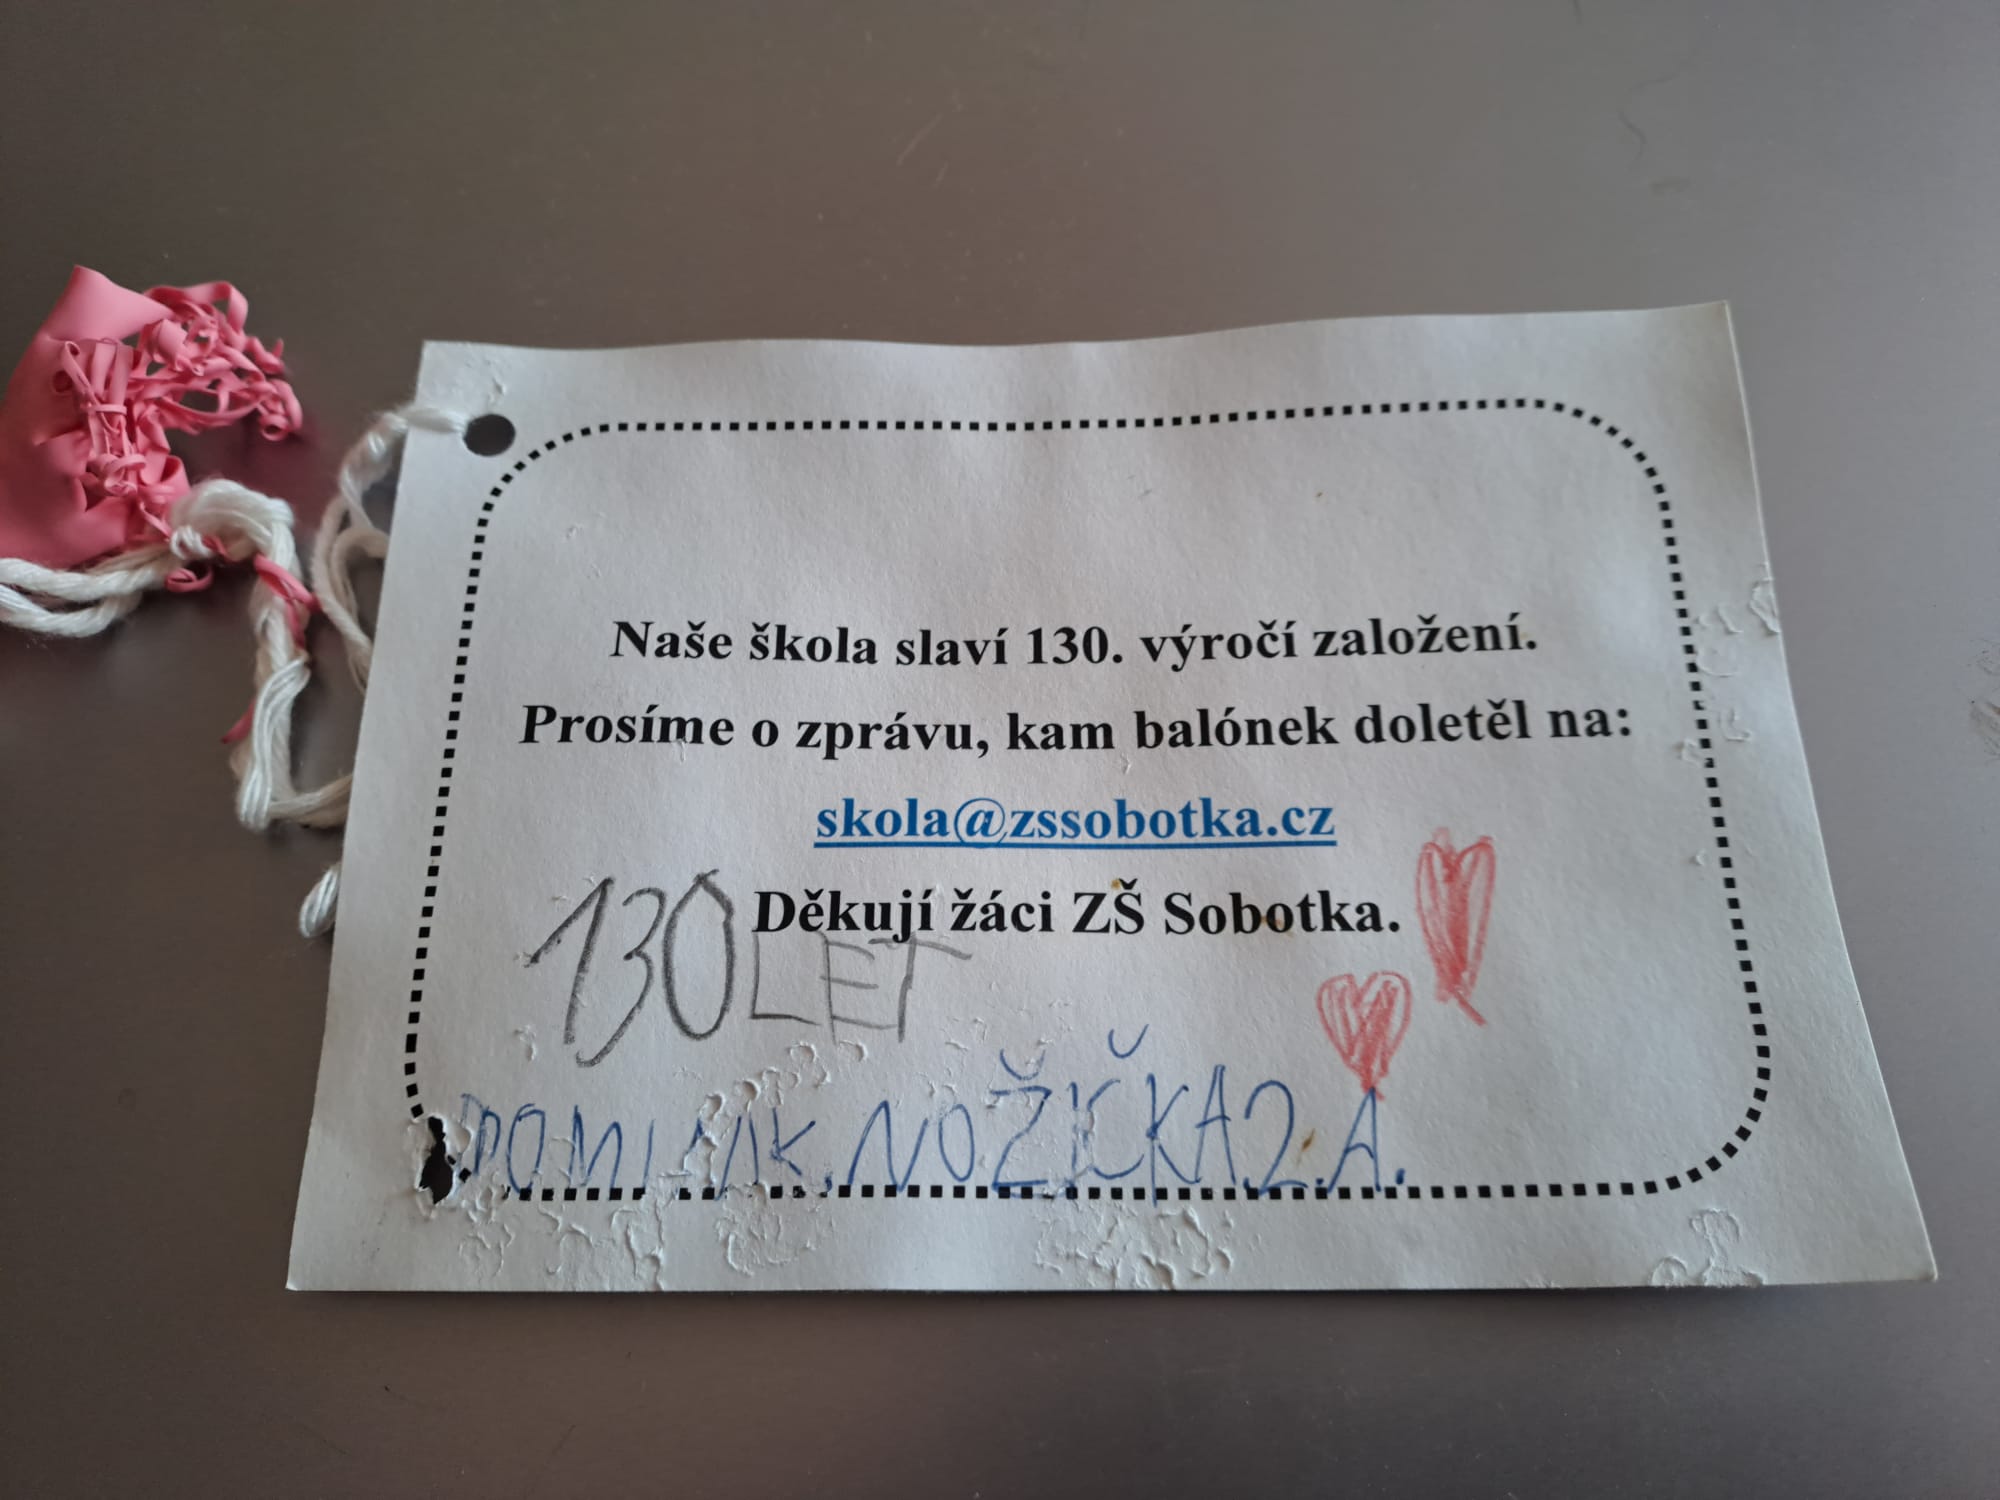 Naše škola slaví 130. výročí založení.
Prosíme o zprávu, kam balónek doletěl na:
skola@zssobotka.cz
Děkují žáci ZŠ Sobotka.
130 LET
DOMINIK. NOŽIČKA 2.A.